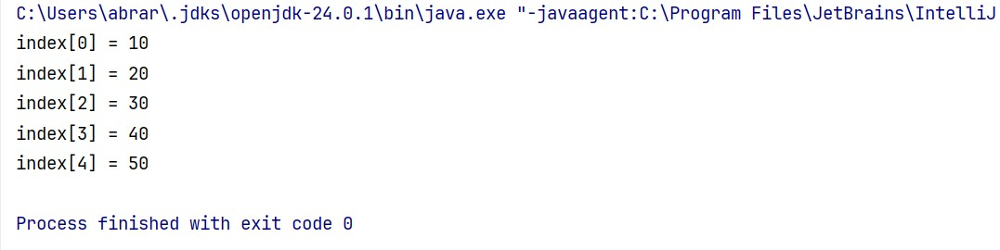 C:\Users\abrar\.jdks\openjdk-24.0.1\bin\java.exe "-javaagent:C:\Program Files\JetBrains\IntelliJ
index[0] = 10
index[1] = 20
index[2] = 30
index[3] = 40
index[4] = 50
Process finished with exit code 0